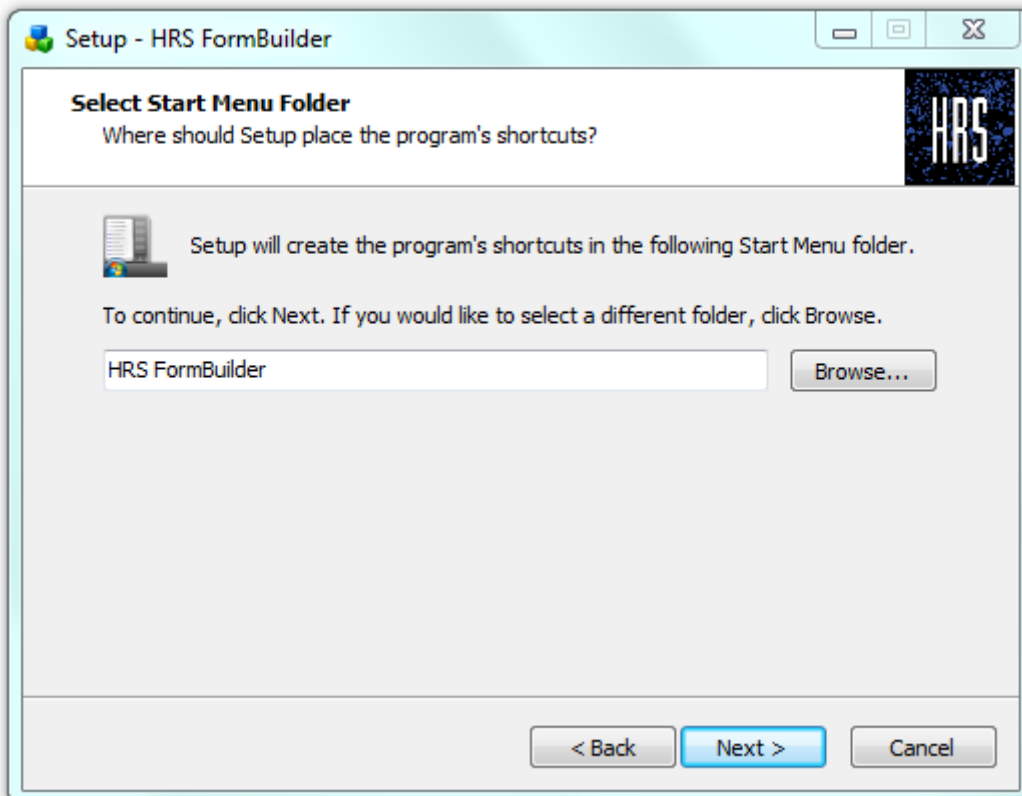 Setup - HRS FormBuilder
Select Start Menu Folder
Where should Setup place the program's shortcuts?
HRS
Setup will create the program's shortcuts in the following Start Menu folder.
To continue, click Next. If you would like to select a different folder, click Browse.
HRS FormBuilder
Browse...
< Back
Next >
Cancel